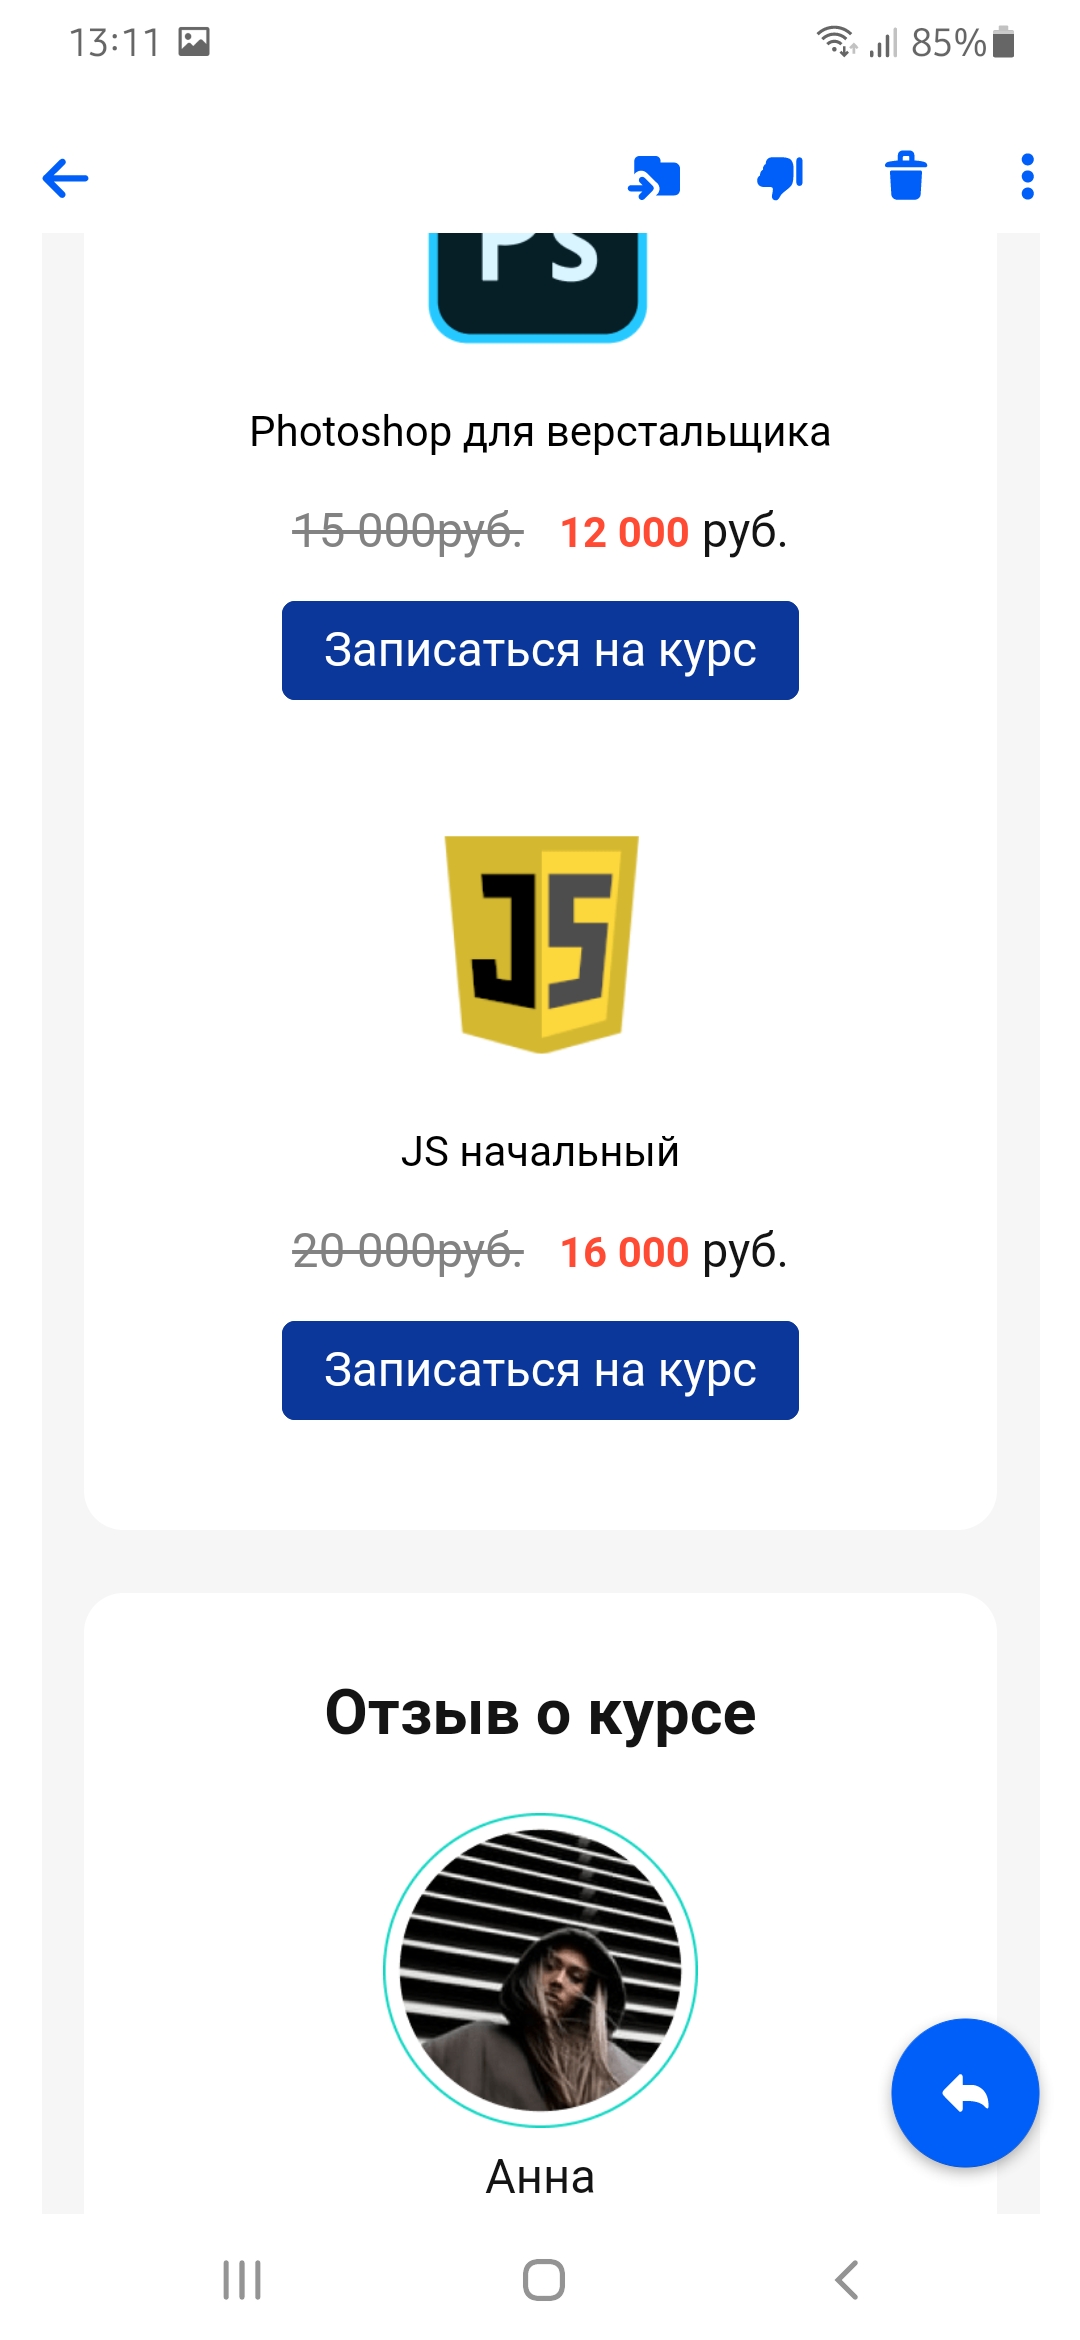 13:11
85%
Ps
Photoshop для верстальщика
15 000руб. 12 000 руб.
Записаться на курс
JS
JS начальный
20 000руб. 16 000 руб.
Записаться на курс
Отзыв о курсе
Анна